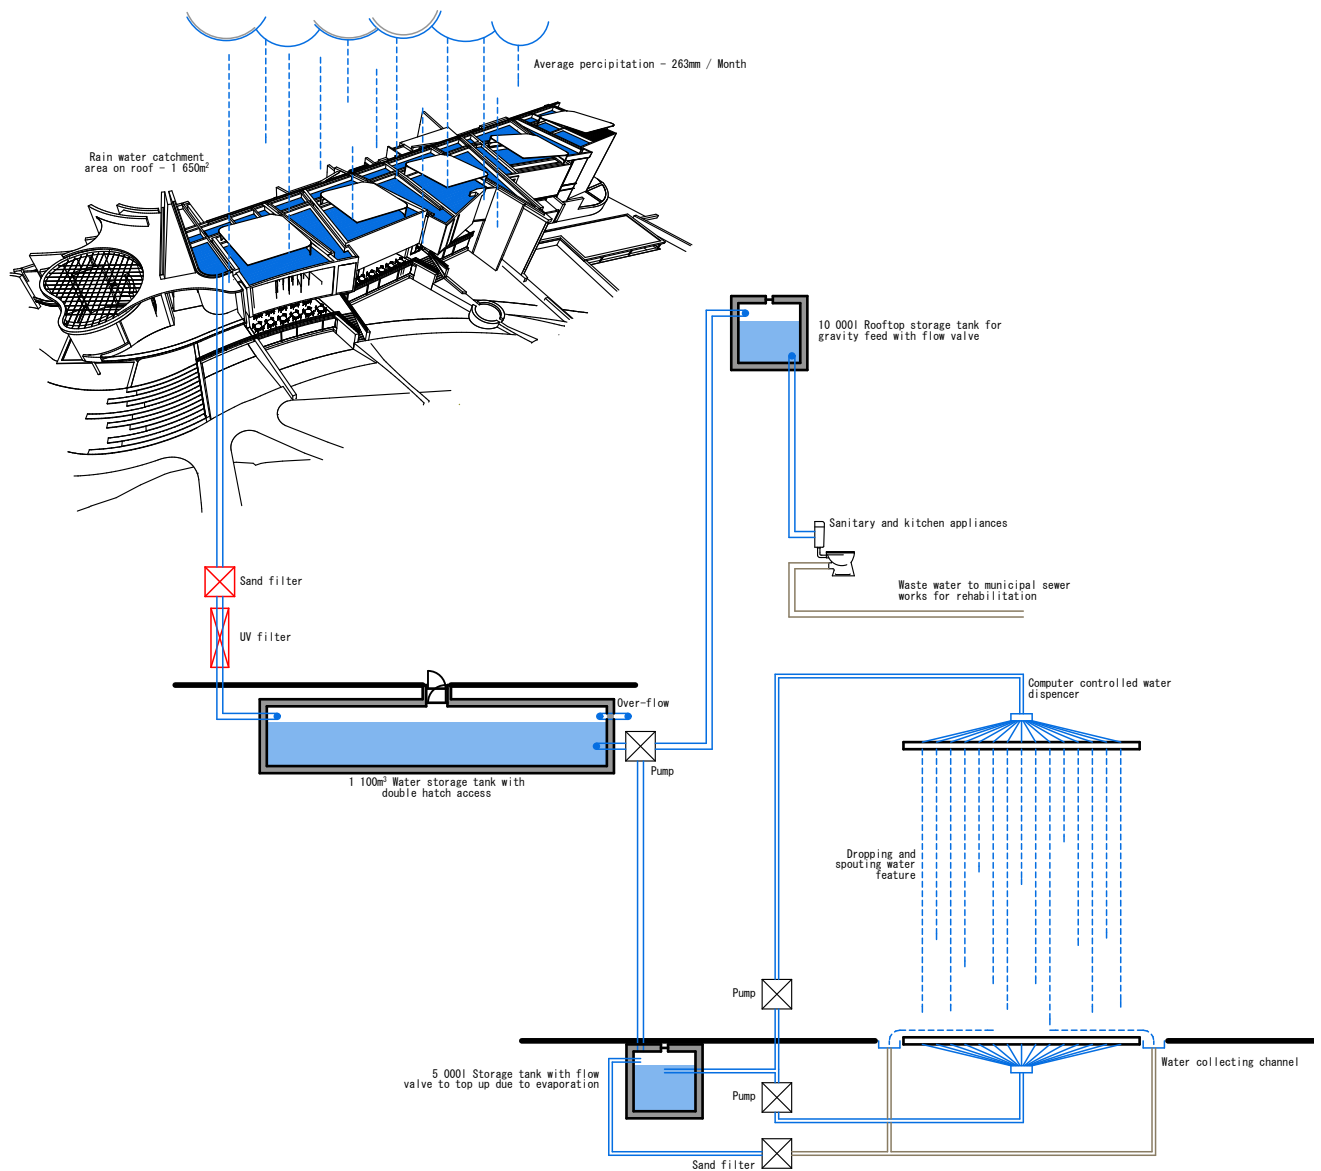 Average percipitation - 263mm / Month
Rain water catchment
area on roof - 1 650m²
10 000l Rooftop storage tank for
gravity feed with flow valve
Sanitary and kitchen appliances
Sand filter
Waste water to municipal sewer
works for rehabilitation
UV filter
Over-flow
Computer controlled water
dispencer
Pump
1 100m³ Water storage tank with
double hatch access
Dropping and
spouting water
feature
Pump
Water collecting channel
5 000l Storage tank with flow
valve to top up due to evaporation
Pump
Sand filter